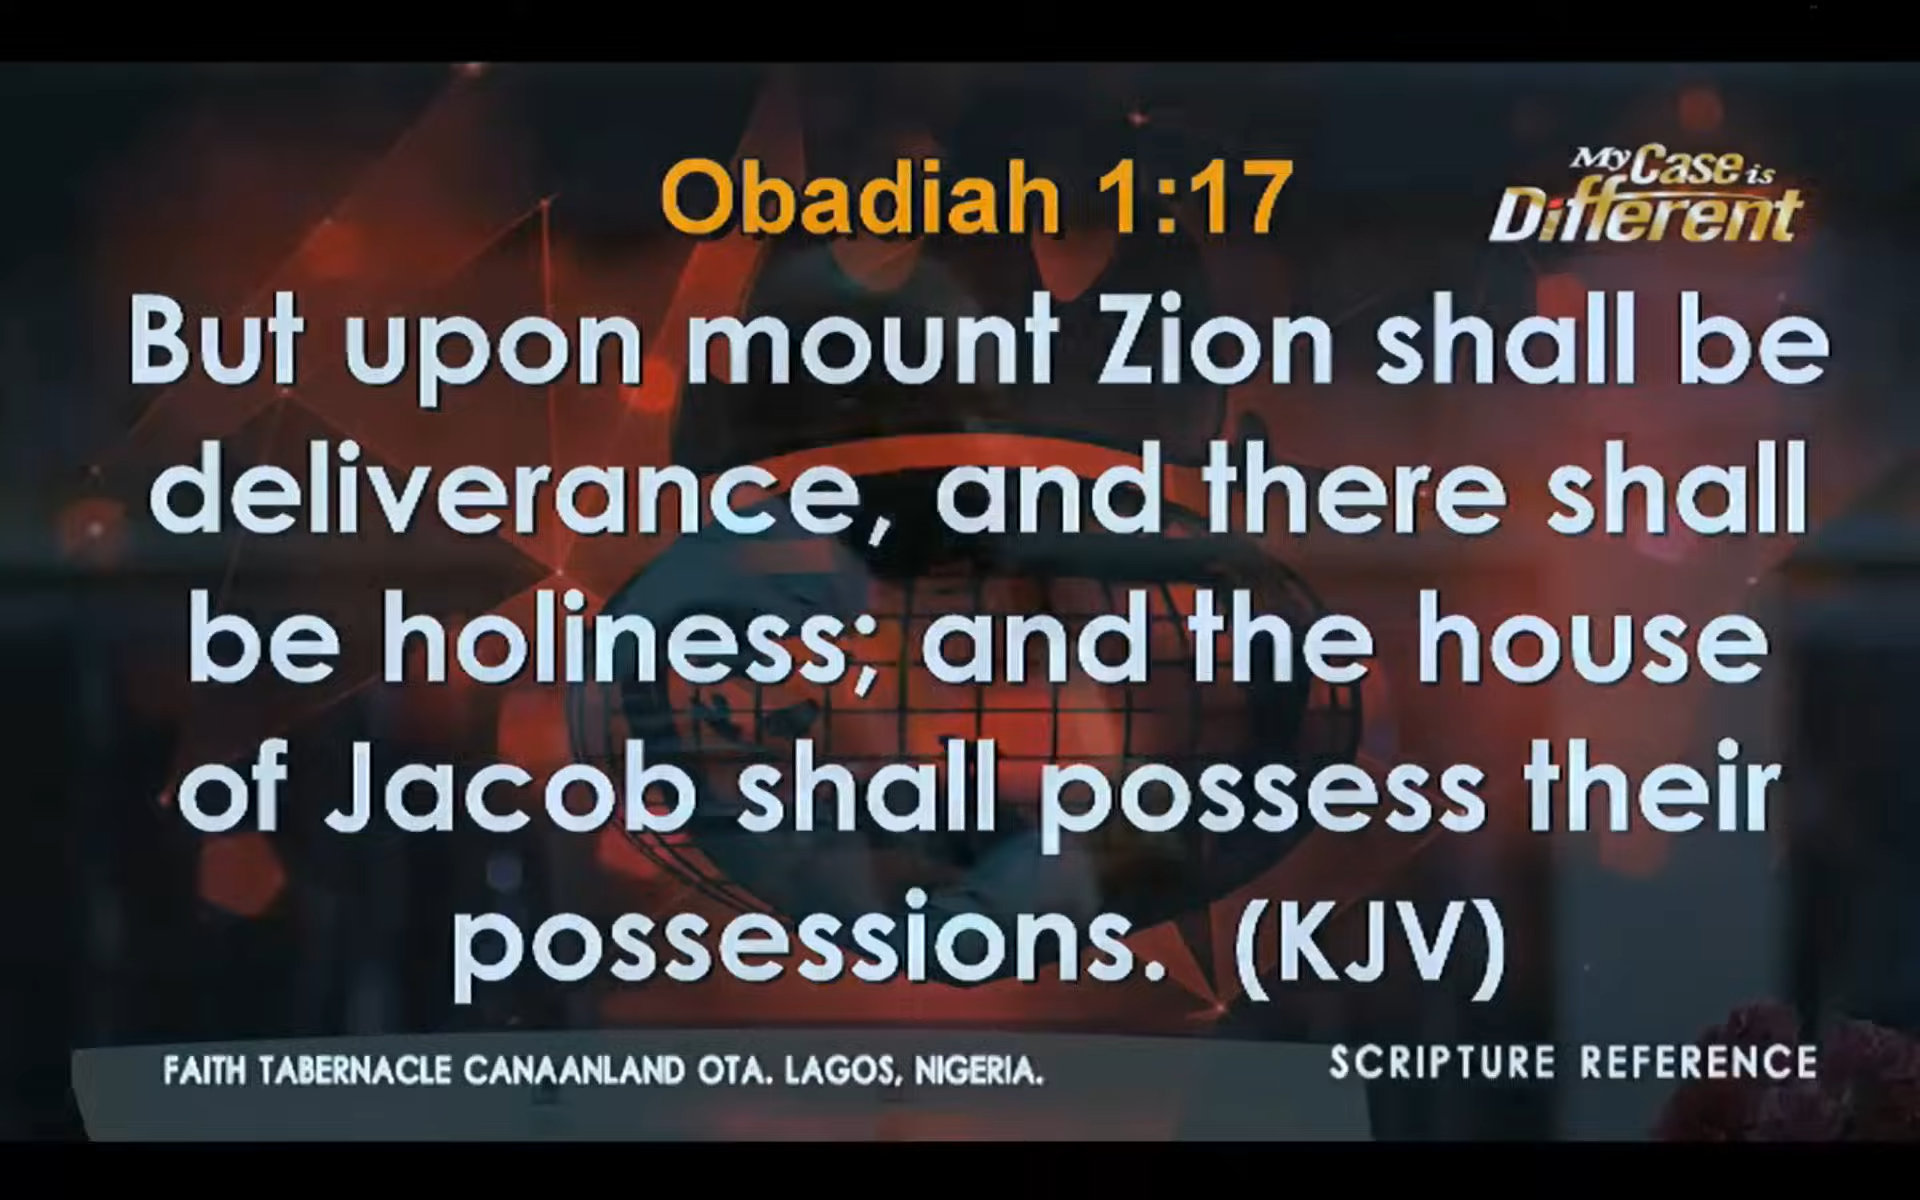 Obadiah 1:17
My Case is
Different
But upon mount Zion shall be
deliverance, and there shall
be holiness; and the house
of Jacob shall possess their
possessions. (KJV)
FAITH TABERNACLE CANAANLAND OTA. LAGOS, NIGERIA.
SCRIPTURE REFERENCE